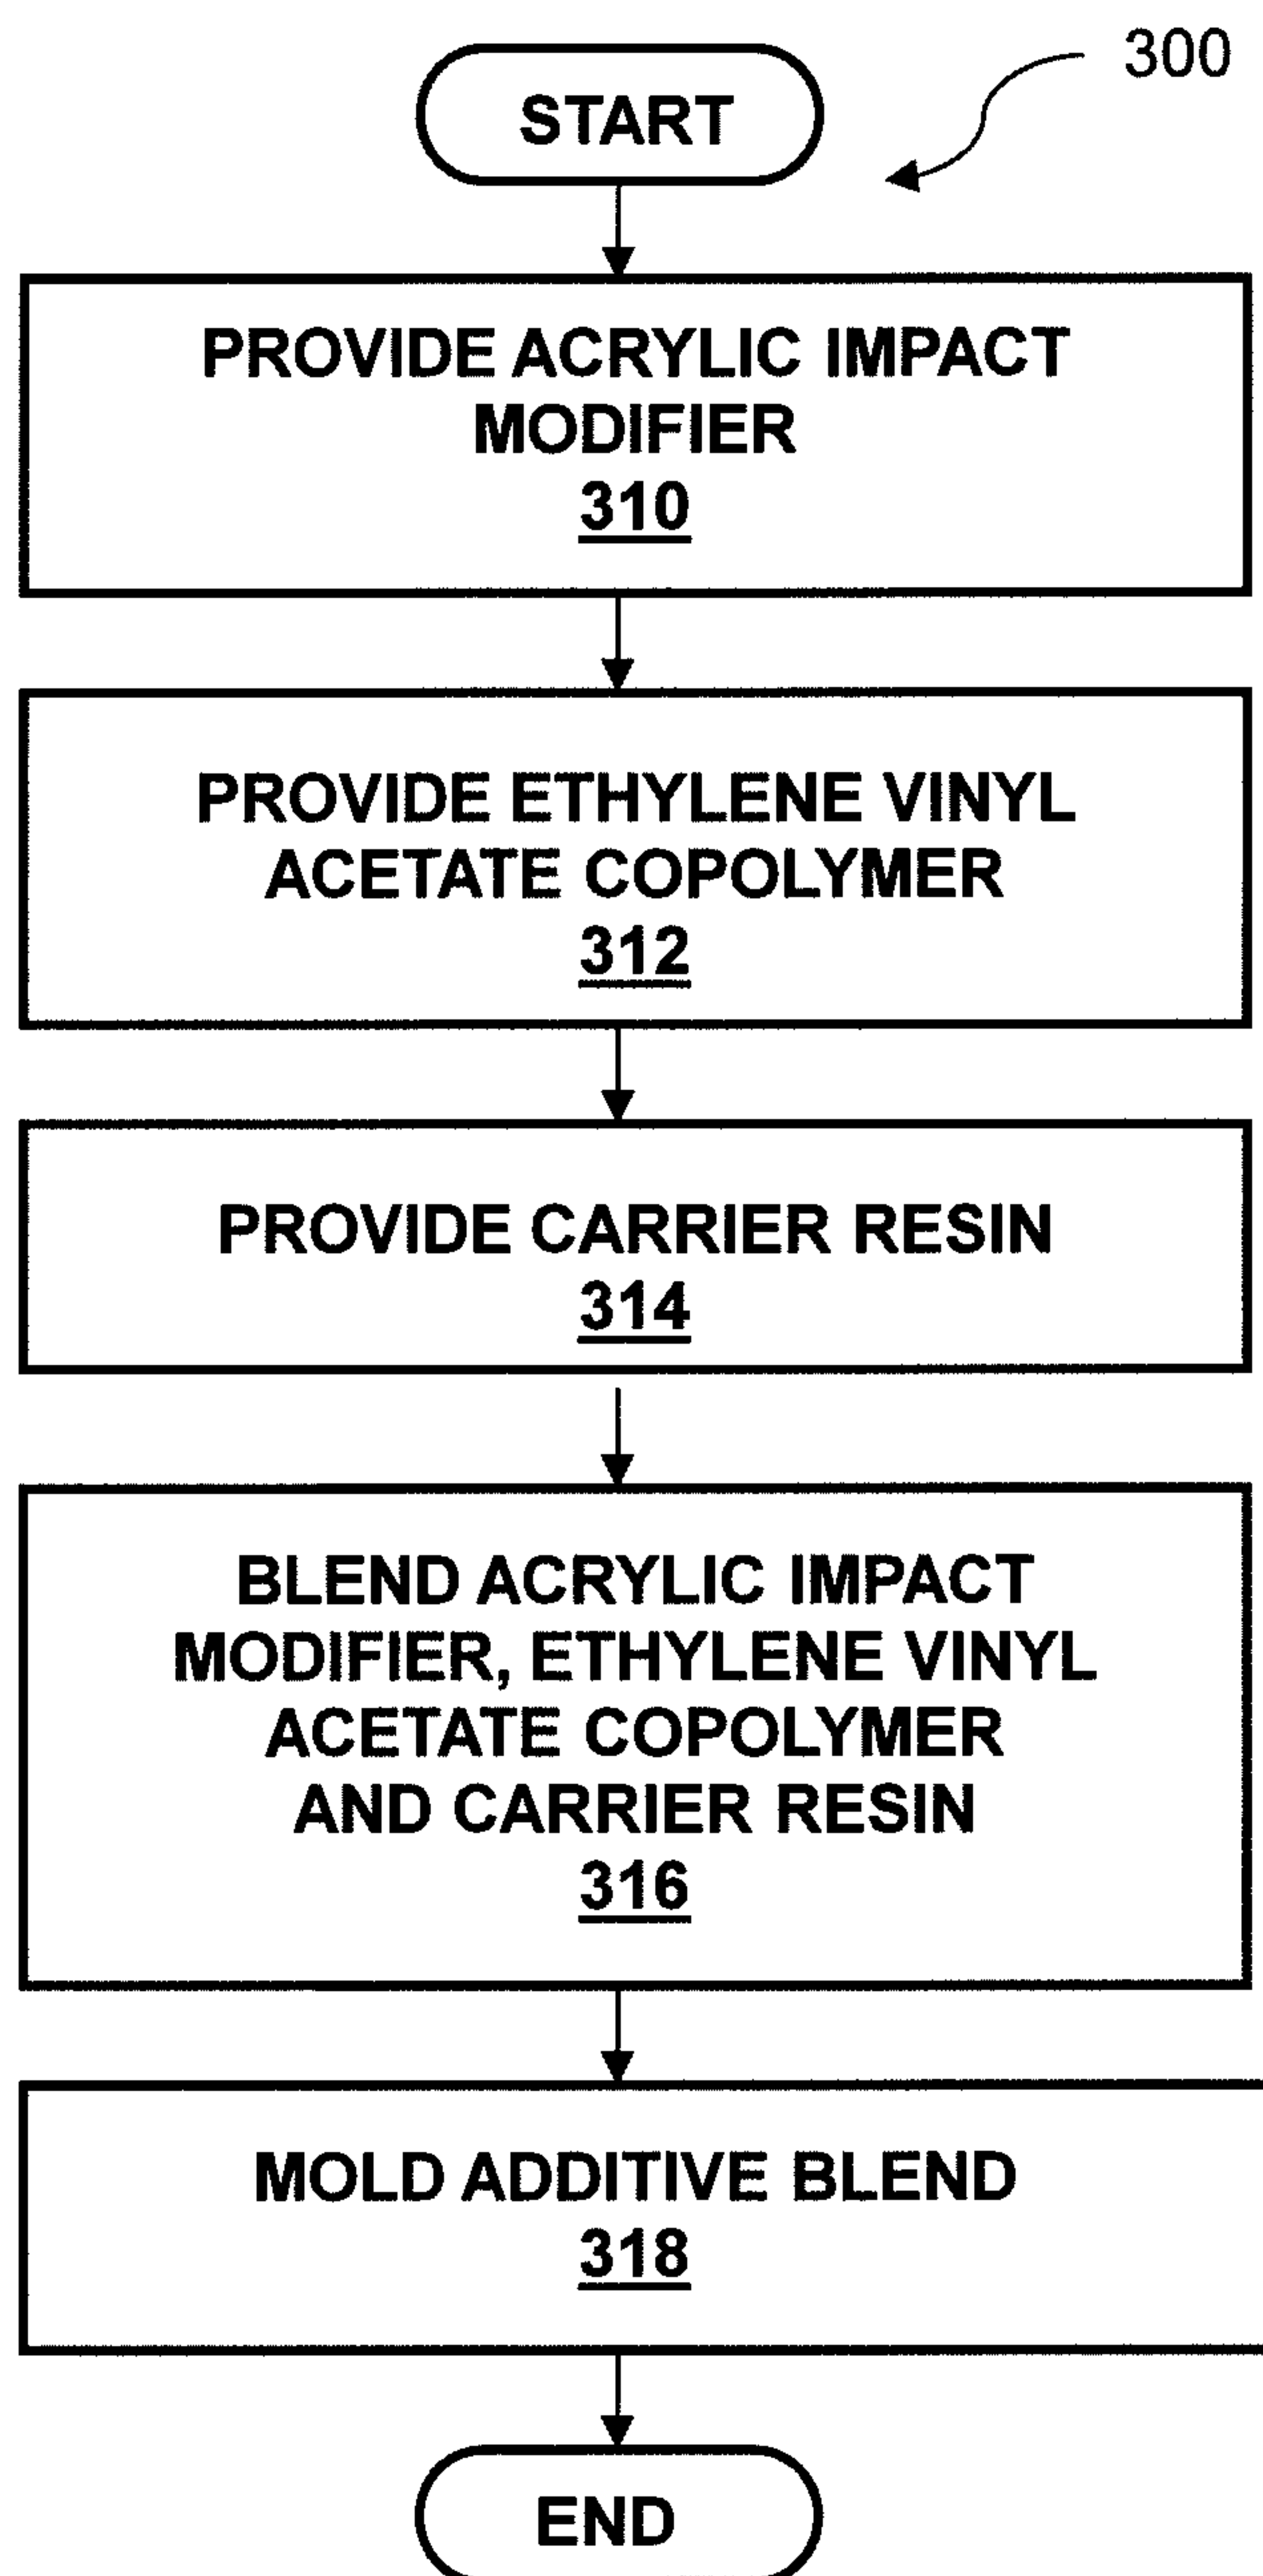 300
START
PROVIDE ACRYLIC IMPACT
MODIFIER
310
PROVIDE ETHYLENE VINYL
ACETATE COPOLYMER
312
PROVIDE CARRIER RESIN
314
BLEND ACRYLIC IMPACT
MODIFIER, ETHYLENE VINYL
ACETATE COPOLYMER
AND CARRIER RESIN
316
MOLD ADDITIVE BLEND
318
END